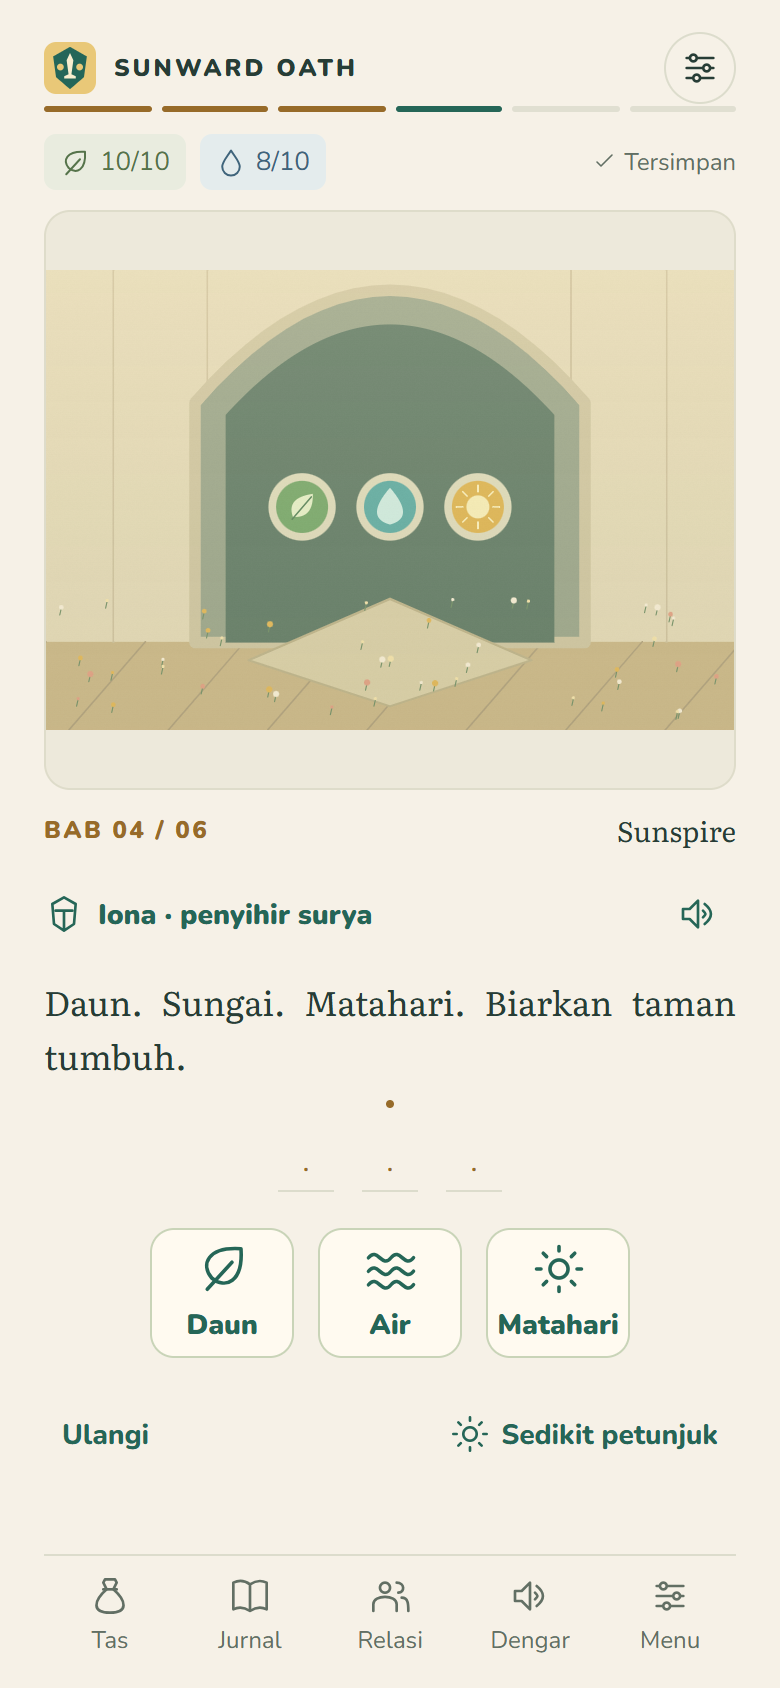 SUNWARD OATH
10/10
8/10
Tersimpan
BAB 04 / 06
Sunspire
Iona · penyihir surya
Daun. Sungai. Matahari. Biarkan taman
tumbuh.
Daun
Air
Matahari
Ulangi
Sedikit petunjuk
Tas
Jurnal
Relasi
Dengar
Menu